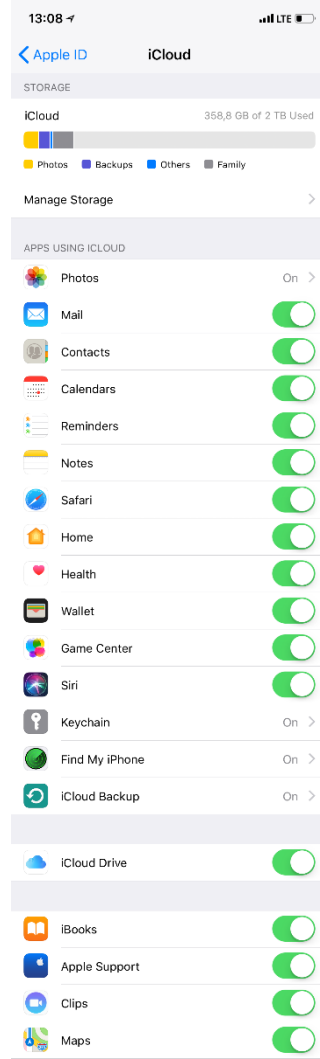 13:08 LTE
Apple ID iCloud
STORAGE
iCloud 358,8 GB of 2 TB Used
Photos Backups Others Family
Manage Storage
APPS USING ICLOUD
Photos On
Mail
Contacts
Calendars
Reminders
Notes
Safari
Home
Health
Wallet
Game Center
Siri
Keychain On
Find My iPhone On
iCloud Backup On
iCloud Drive
iBooks
Apple Support
Clips
Maps